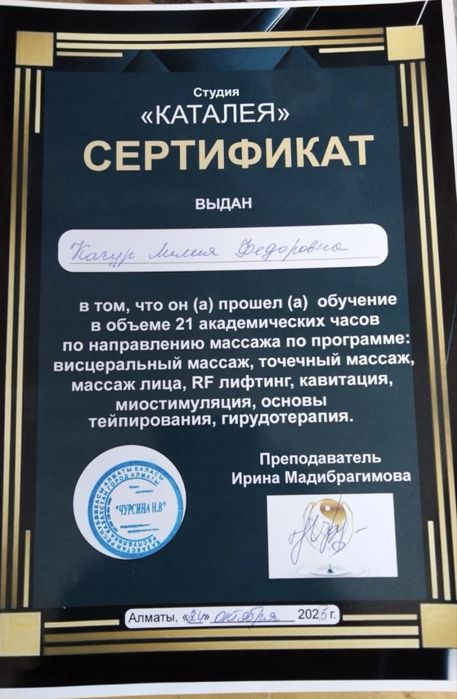 Студия
«КАТАЛЕЯ»
СЕРТИФИКАТ
ВЫДАН
Качур Лилия Федоровна
в том, что он (а) прошел (а) обучение
в объеме 21 академических часов
по направлению массажа по программе:
висцеральный массаж, точечный массаж,
массаж лица, RF лифтинг, кавитация,
миостимуляция, основы
тейпирования, гирудотерапия.
Преподаватель
Ирина Мадибрагимова
"ЧУРСИНА Н.В"
Алматы, «24» октября 2025 г.